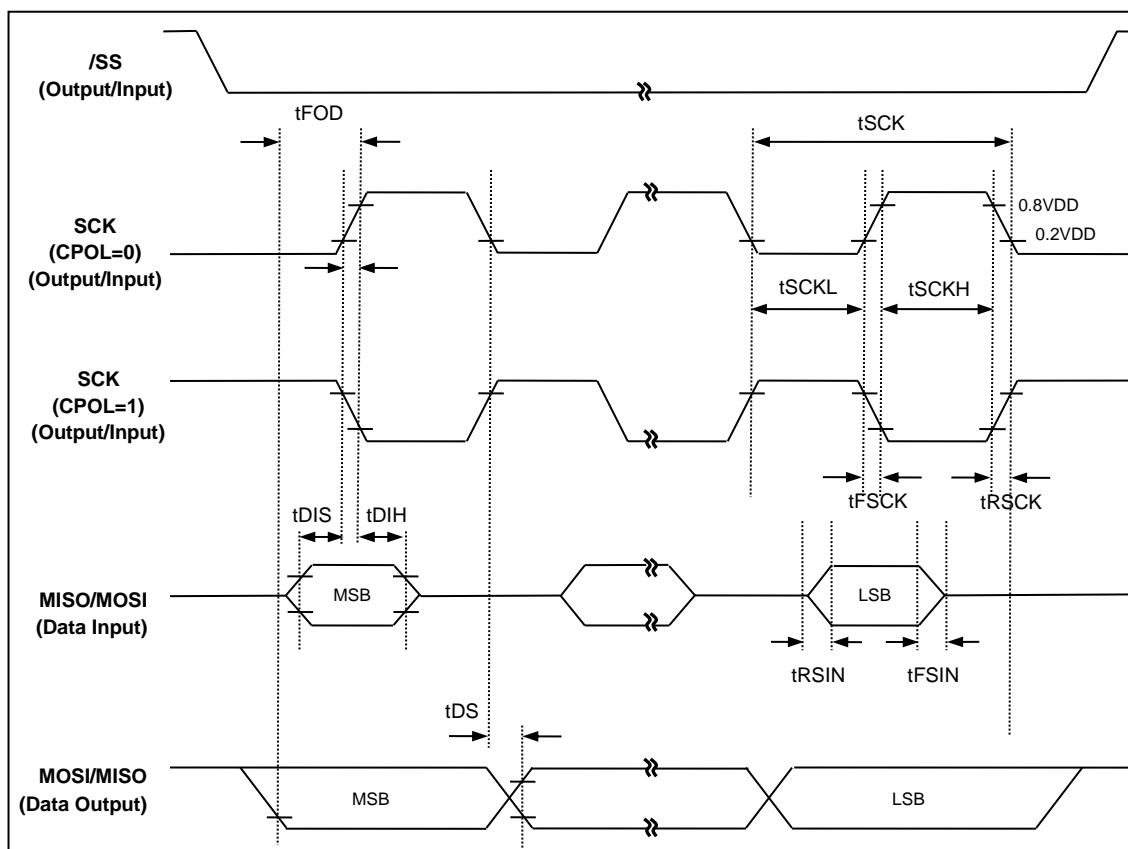 /SS
(Output/Input)
tFOD
tSCK
SCK
(CPOL=0)
(Output/Input)
0.8VDD
0.2VDD
tSCKL
tSCKH
SCK
(CPOL=1)
(Output/Input)
tFSCK
tRSCK
tDIS
tDIH
MISO/MOSI
(Data Input)
MSB
LSB
tRSIN
tFSIN
tDS
MOSI/MISO
(Data Output)
MSB
LSB